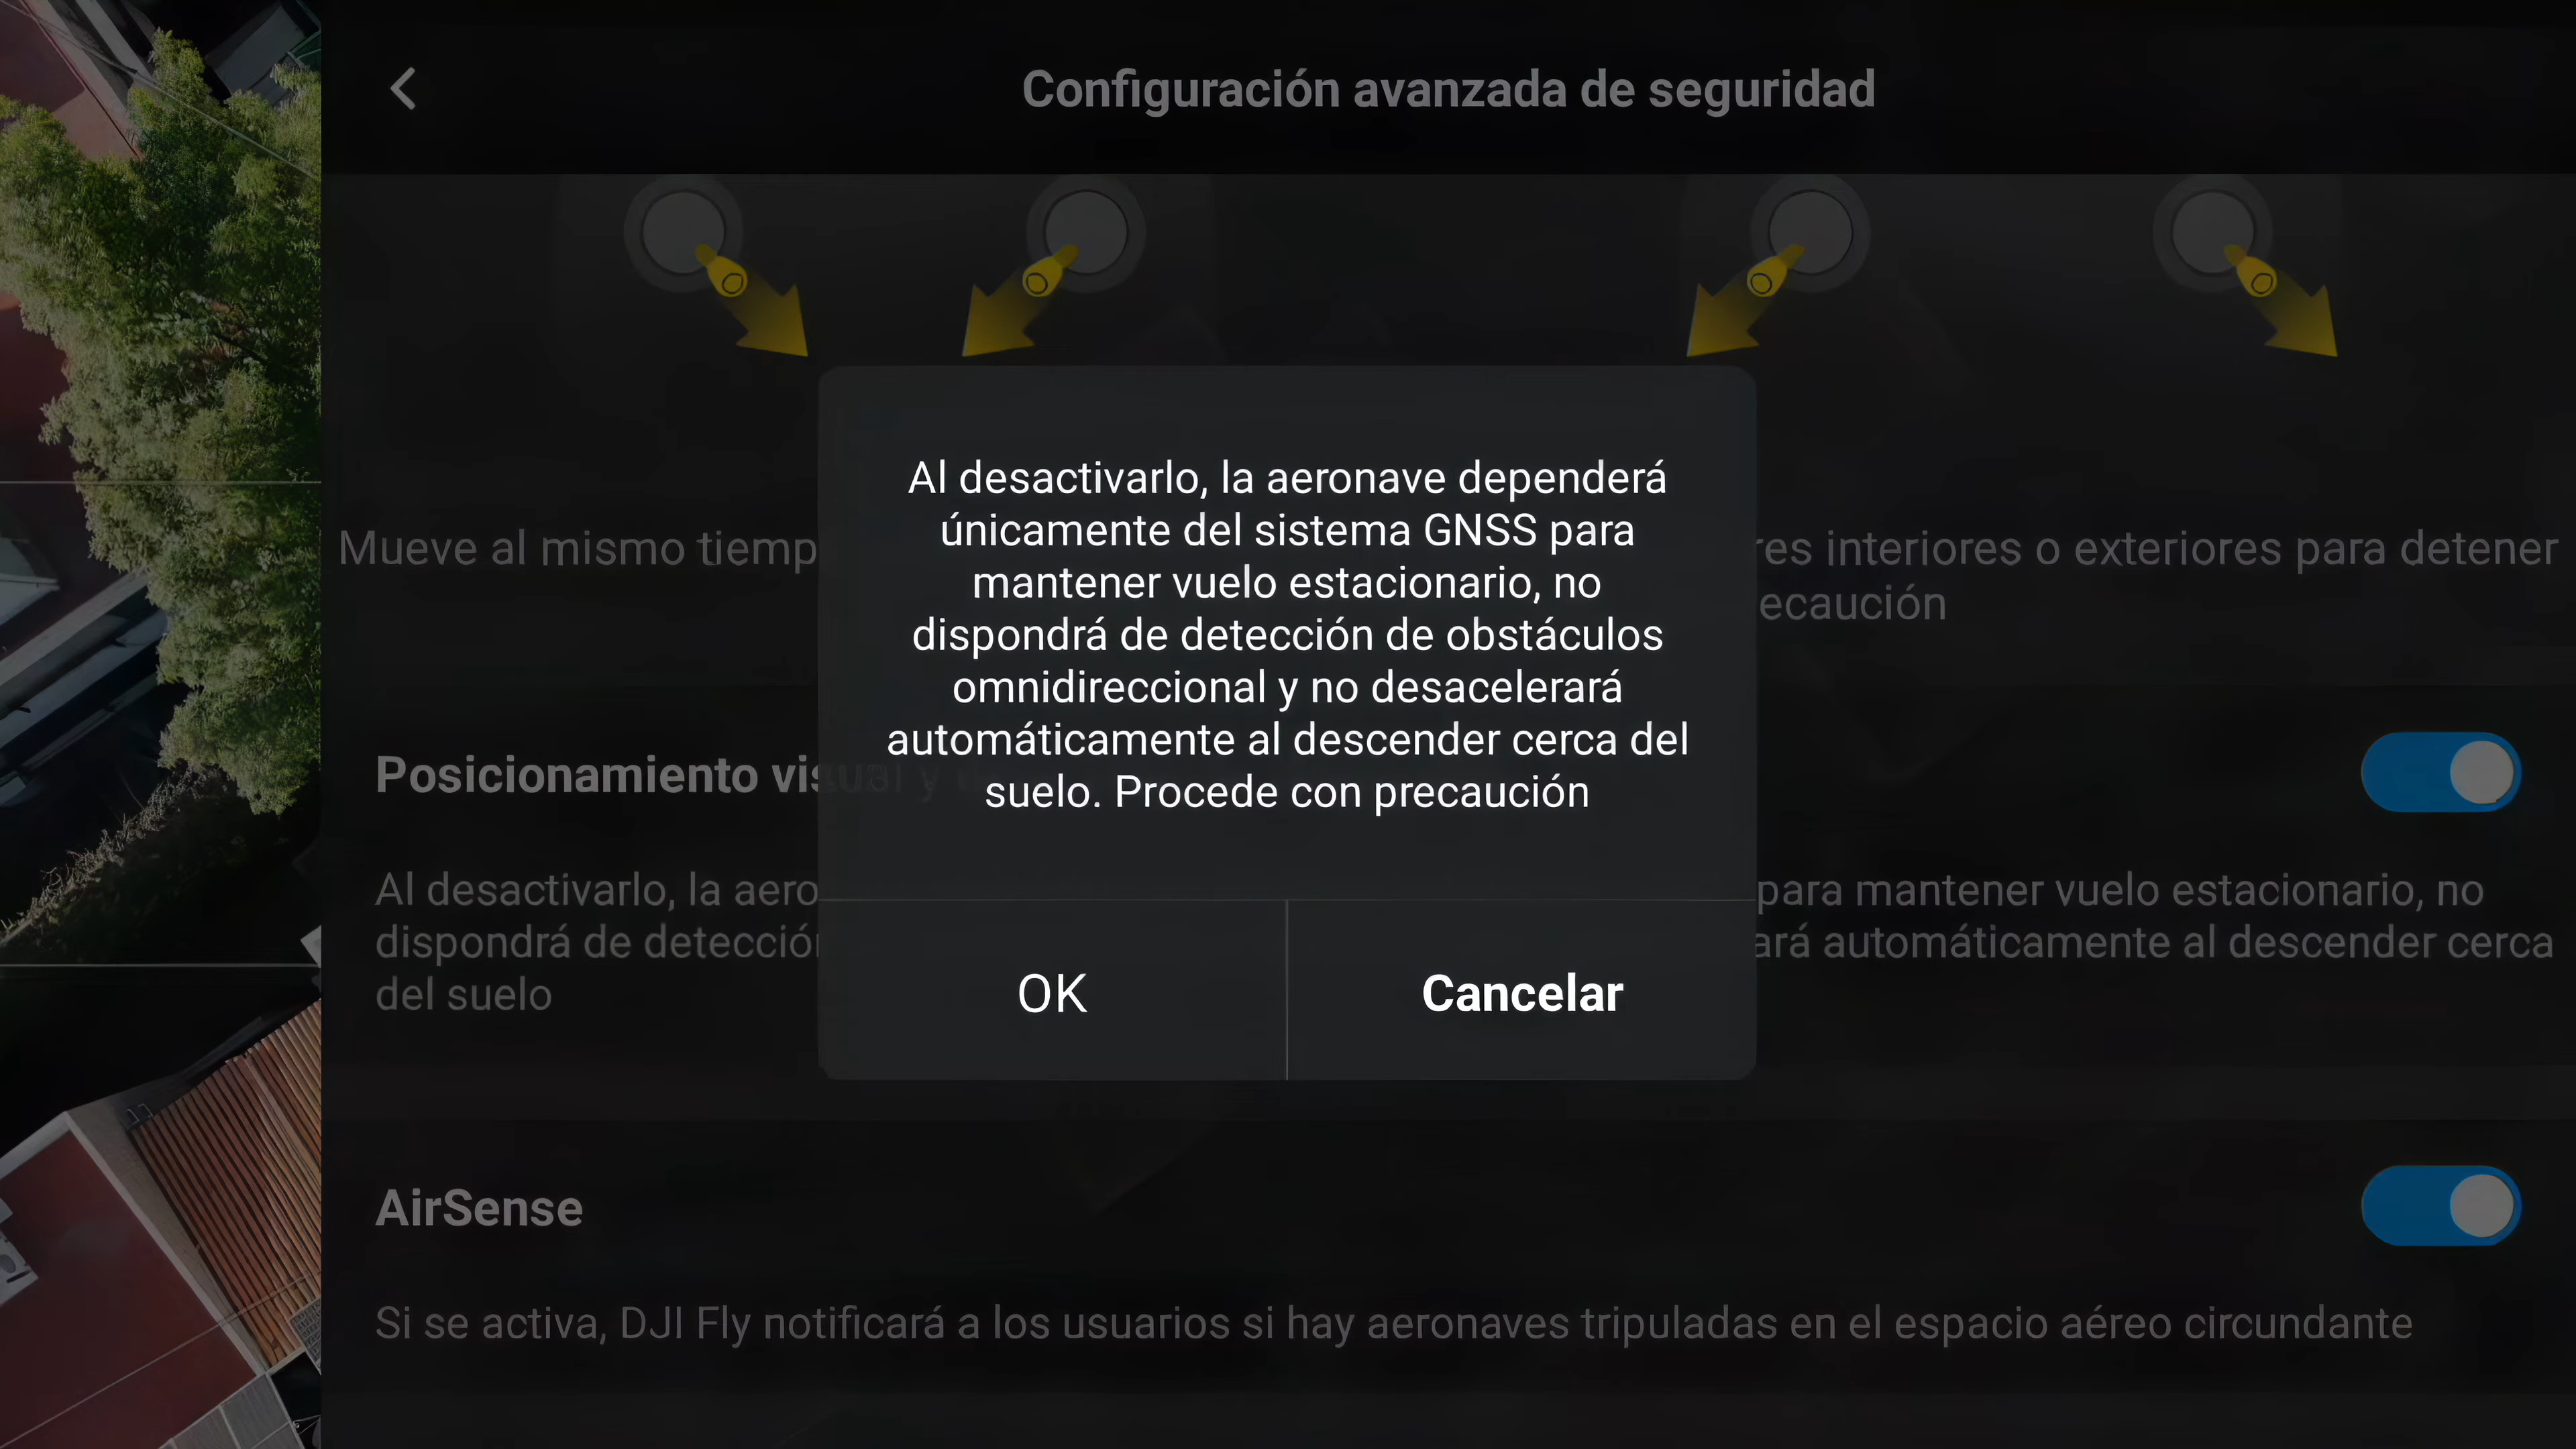 Configuración avanzada de seguridad
Mueve al mismo tiemp
res interiores o exteriores para detener
ecaución
Al desactivarlo, la aeronave dependerá
únicamente del sistema GNSS para
mantener vuelo estacionario, no
dispondrá de detección de obstáculos
omnidireccional y no desacelerará
automáticamente al descender cerca del
suelo. Procede con precaución
OK
Cancelar
Posicionamiento visual y d
Al desactivarlo, la aero
para mantener vuelo estacionario, no
dispondrá de detección
ará automáticamente al descender cerca
del suelo
AirSense
Si se activa, DJI Fly notificará a los usuarios si hay aeronaves tripuladas en el espacio aéreo circundante